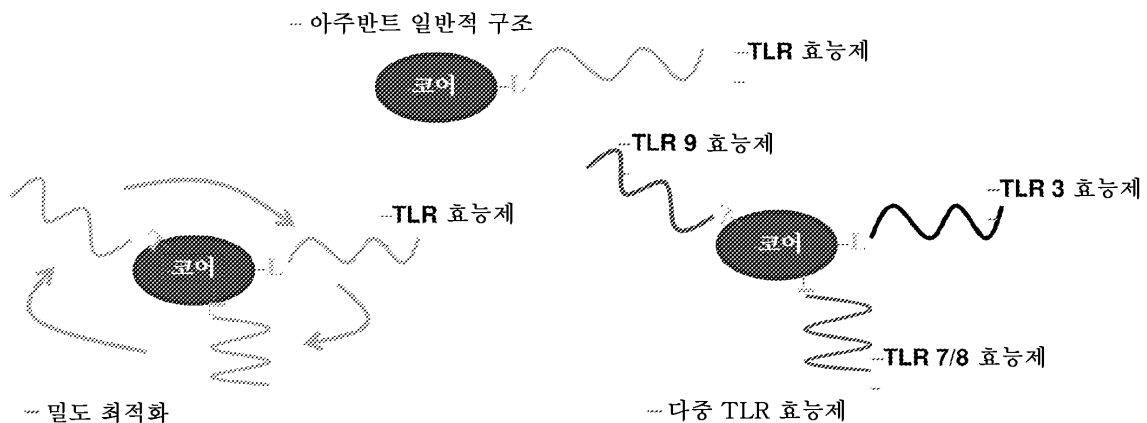 아주반트 일반적 구조
코어
L
TLR 효능제
TLR 9 효능제
TLR 3 효능제
TLR 효능제
코어
L
코어
L
TLR 7/8 효능제
밀도 최적화
다중 TLR 효능제